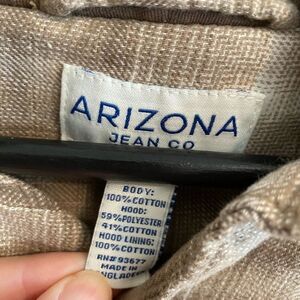 ARIZONA
JEAN CO
BODY:
100%COTTON
HOOD:
59%POLYESTER
41%COTTON
HOOD LINING:
100%COTTON
RN# 93677
MADE IN